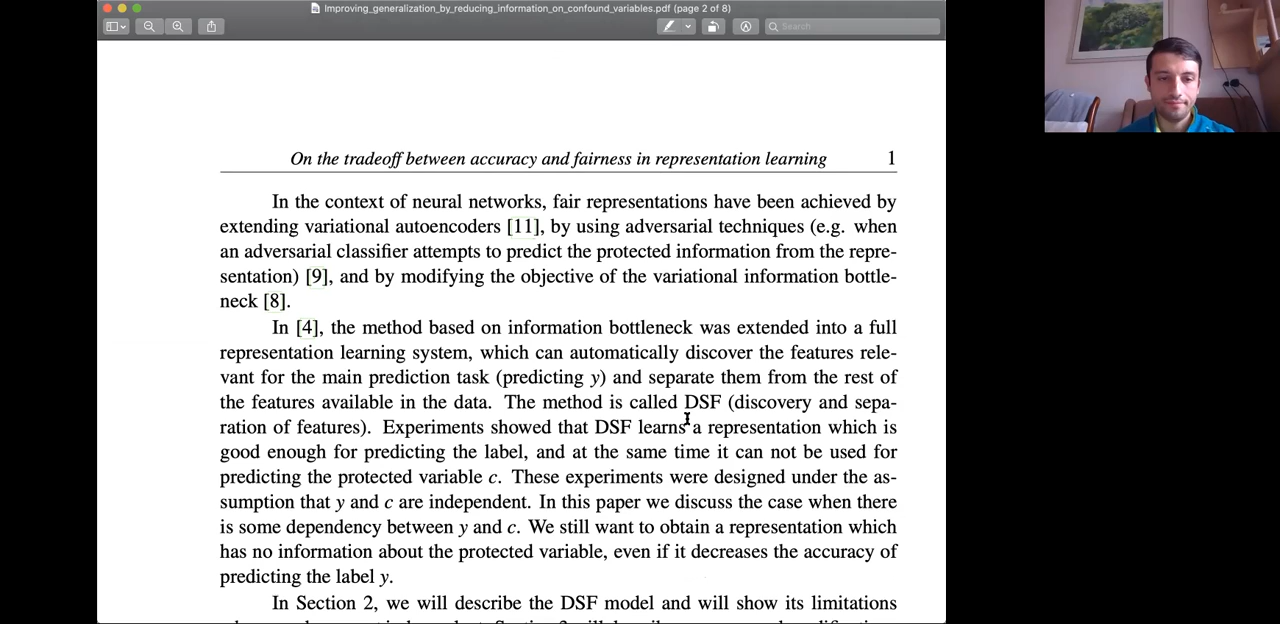 Improving_generalization_by_reducing_information_on_confound_variables.pdf (page 2 of 8)
Search
On the tradeoff between accuracy and fairness in representation learning 1
In the context of neural networks, fair representations have been achieved by
extending variational autoencoders [11], by using adversarial techniques (e.g. when
an adversarial classifier attempts to predict the protected information from the repre-
sentation) [9], and by modifying the objective of the variational information bottle-
neck [8].
In [4], the method based on information bottleneck was extended into a full
representation learning system, which can automatically discover the features rele-
vant for the main prediction task (predicting y) and separate them from the rest of
the features available in the data. The method is called DSF (discovery and sepa-
ration of features). Experiments showed that DSF learns a representation which is
good enough for predicting the label, and at the same time it can not be used for
predicting the protected variable c. These experiments were designed under the as-
sumption that y and c are independent. In this paper we discuss the case when there
is some dependency between y and c. We still want to obtain a representation which
has no information about the protected variable, even if it decreases the accuracy of
predicting the label y.
In Section 2, we will describe the DSF model and will show its limitations